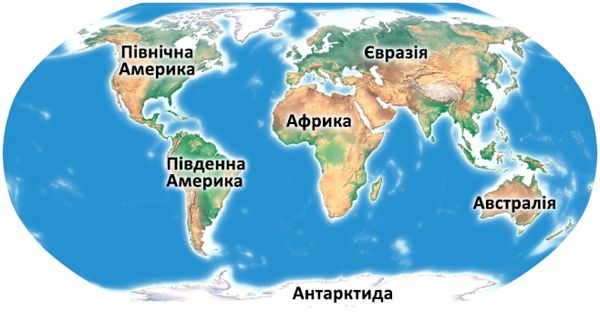 Північна
Америка
Євразія
Африка
Південна
Америка
Австралія
Антарктида